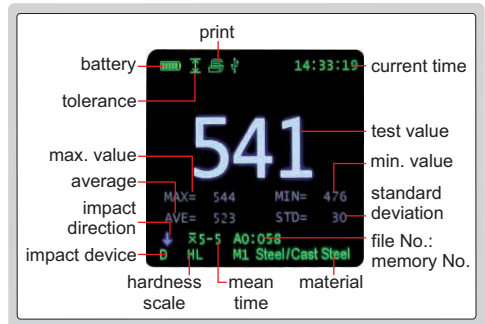 print
battery
14:33:19
current time
tolerance
541
test value
max. value
min. value
average
MAX= 544 MIN= 476
standard deviation
impact direction
AVE= 523 STD= 30
x̄5-5 A0:058
file No.: memory No.
impact device
D HL M1 Steel/Cast Steel
hardness scale
mean time
material